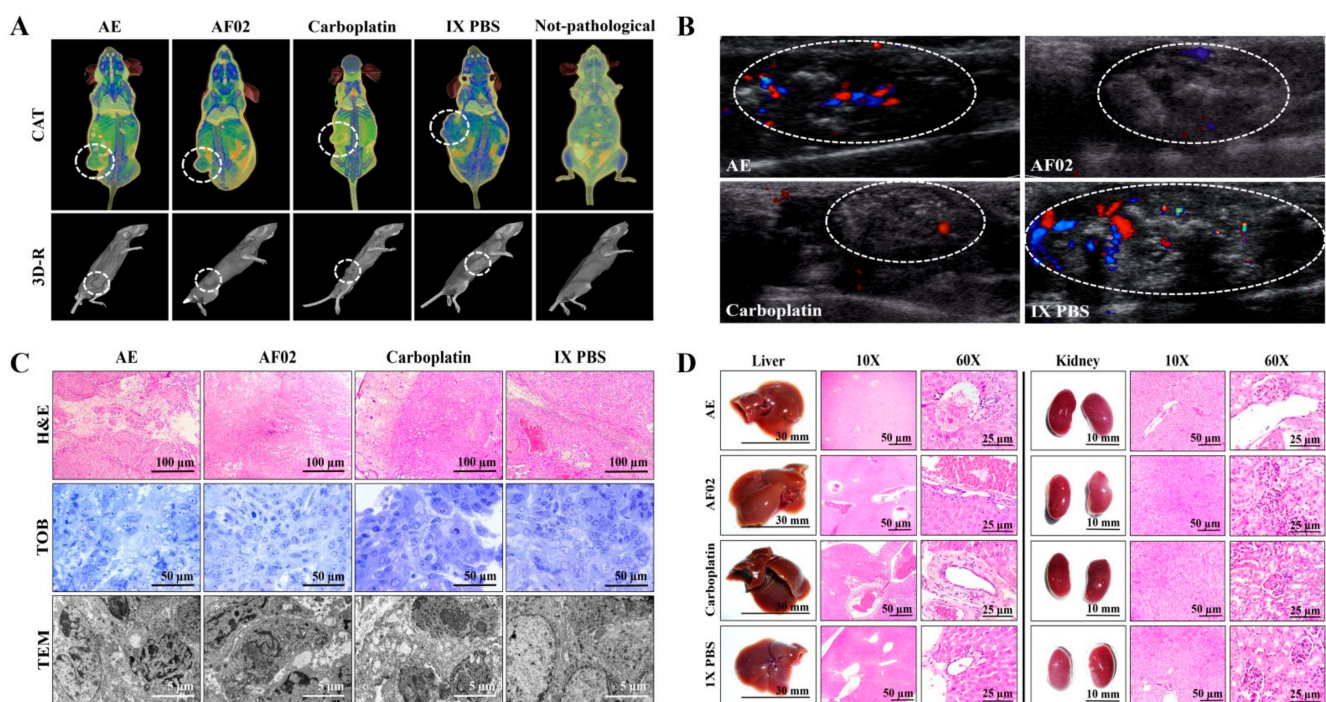 A
AE AF02 Carboplatin IX PBS Not-pathological
CAT
3D-R
B
AE
AF02
Carboplatin
IX PBS
C
AE AF02 Carboplatin IX PBS
H&E
100 µm 100 µm 100 µm 100 µm
TOB
50 µm 50 µm 50 µm 50 µm
TEM
5 µm 5 µm 5 µm 5 µm
D
Liver 10X 60X Kidney 10X 60X
AE
30 mm 50 µm 25 µm 10 mm 50 µm 25 µm
AF02
30 mm 50 µm 25 µm 10 mm 50 µm 25 µm
Carboplatin
30 mm 50 µm 25 µm 10 mm 50 µm 25 µm
1X PBS
30 mm 50 µm 25 µm 10 mm 50 µm 25 µm